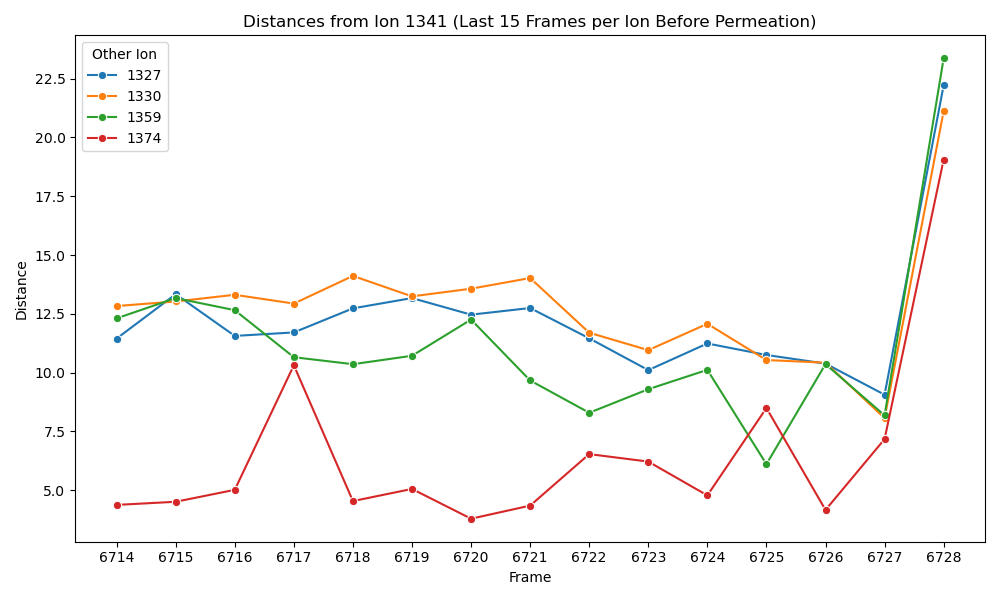 Distances from Ion 1341 (Last 15 Frames per Ion Before Permeation)
Other Ion
1327
1330
1359
1374
Distance
22.5
20.0
17.5
15.0
12.5
10.0
7.5
5.0
6714 6715 6716 6717 6718 6719 6720 6721 6722 6723 6724 6725 6726 6727 6728
Frame